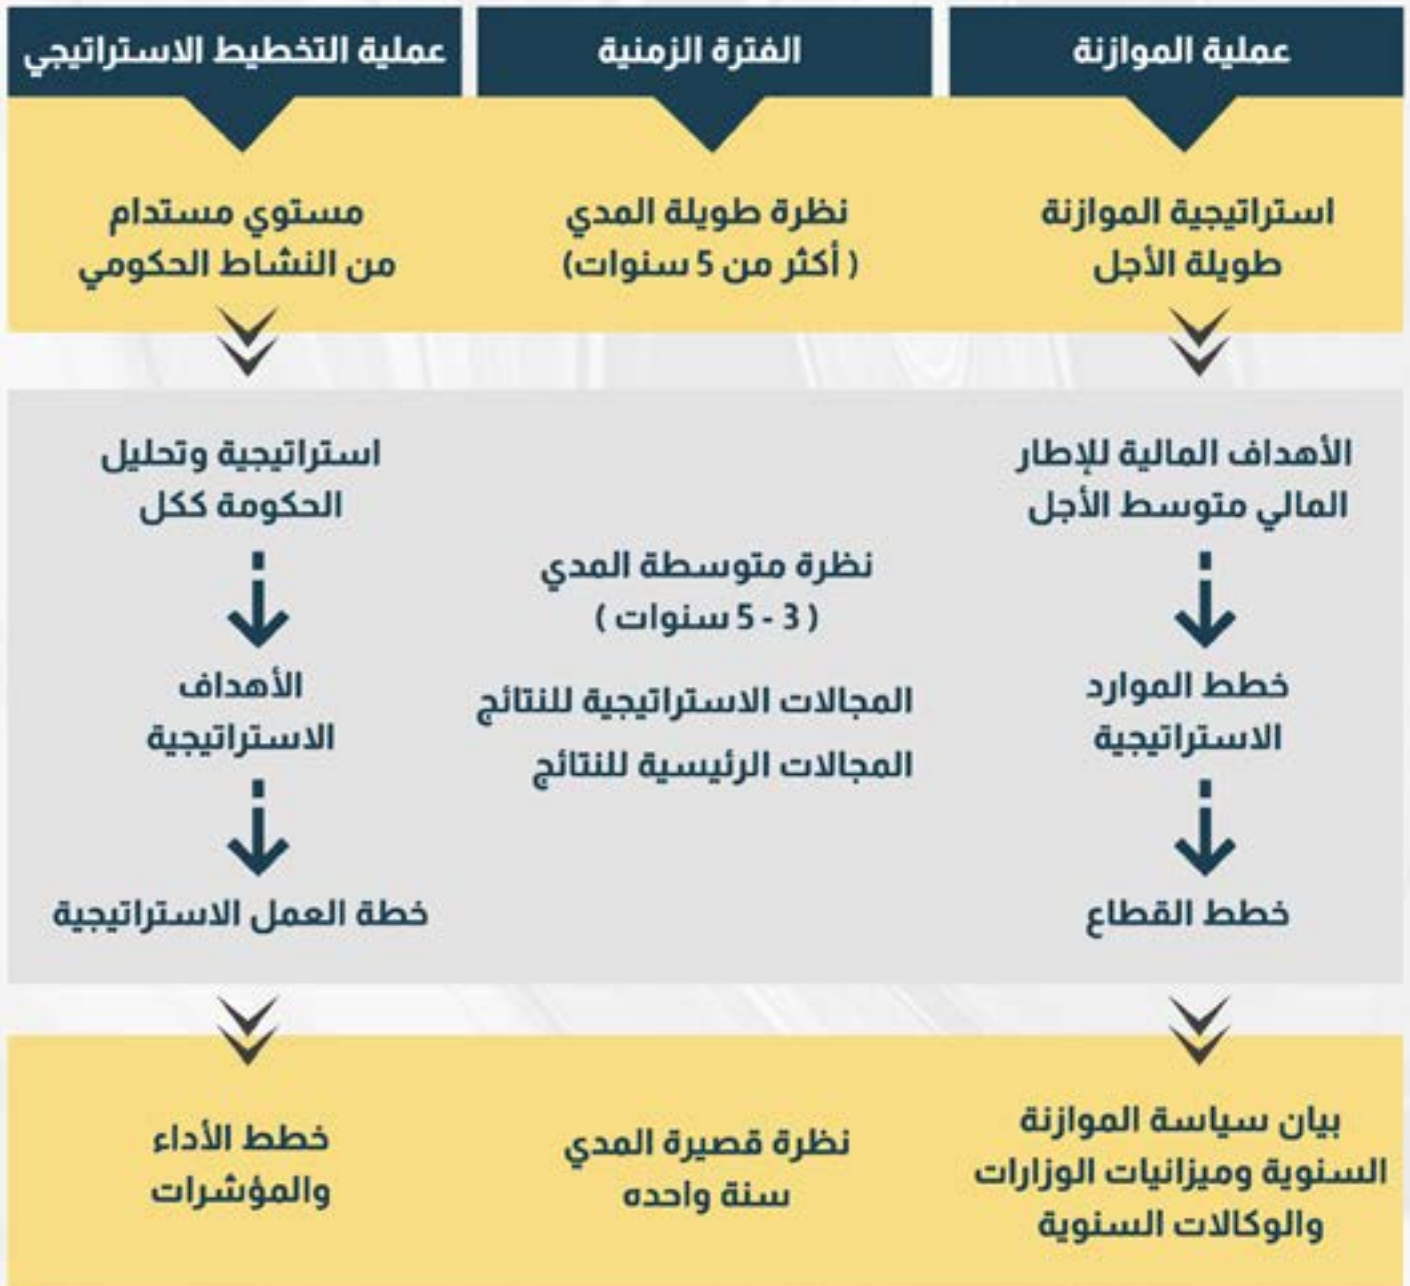 عملية الموازنة
الفترة الزمنية
عملية التخطيط الاستراتيجي
استراتيجية الموازنة
طويلة الأجل
نظرة طويلة المدي
( أكثر من 5 سنوات)
مستوي مستدام
من النشاط الحكومي
الأهداف المالية للإطار
المالي متوسط الأجل
خطط الموارد
الاستراتيجية
خطط القطاع
نظرة متوسطة المدي
( 3 - 5 سنوات )
المجالات الاستراتيجية للنتائج
المجالات الرئيسية للنتائج
استراتيجية وتحليل
الحكومة ككل
الأهداف
الاستراتيجية
خطة العمل الاستراتيجية
بيان سياسة الموازنة
السنوية وميزانيات الوزارات
والوكالات السنوية
نظرة قصيرة المدي
سنة واحده
خطط الأداء
والمؤشرات